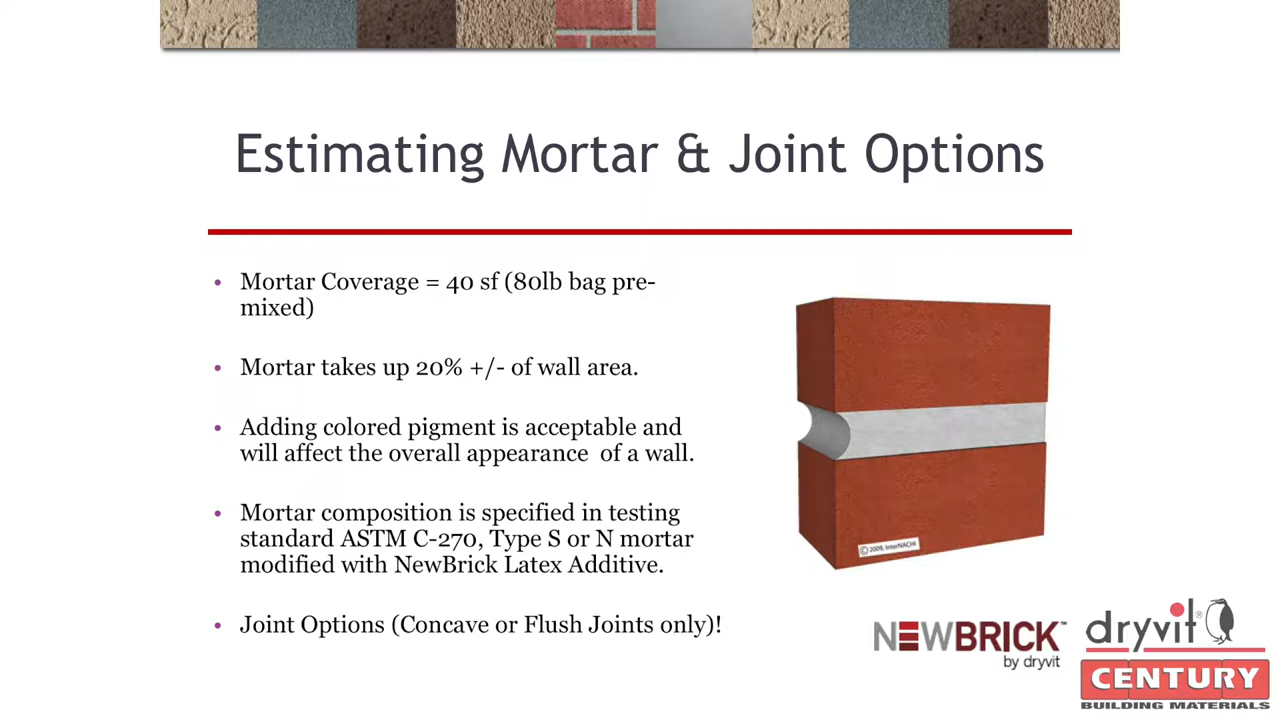 Estimating Mortar & Joint Options
• Mortar Coverage = 40 sf (80lb bag pre-
mixed)
• Mortar takes up 20% +/- of wall area.
• Adding colored pigment is acceptable and
will affect the overall appearance of a wall.
• Mortar composition is specified in testing
standard ASTM C-270, Type S or N mortar
modified with NewBrick Latex Additive.
• Joint Options (Concave or Flush Joints only)!
©2009, InterNACHI
NEWBRICK™
by dryvit
dryvit®
CENTURY
BUILDING MATERIALS